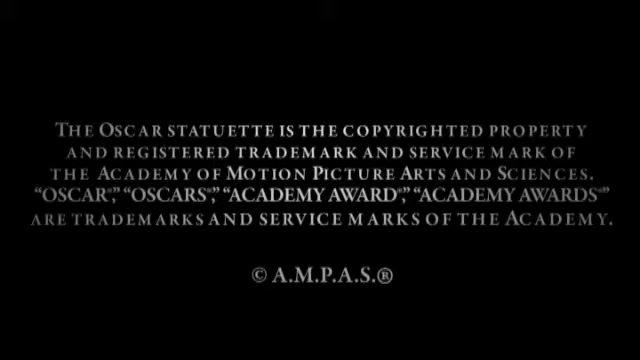 THE OSCAR STATUETTE IS THE COPYRIGHTED PROPERTY
AND REGISTERED TRADEMARK AND SERVICE MARK OF
THE ACADEMY OF MOTION PICTURE ARTS AND SCIENCES.
“OSCAR®,” “OSCARS®,” “ACADEMY AWARD®,” “ACADEMY AWARDS®”
ARE TRADEMARKS AND SERVICE MARKS OF THE ACADEMY.
© A.M.P.A.S.®